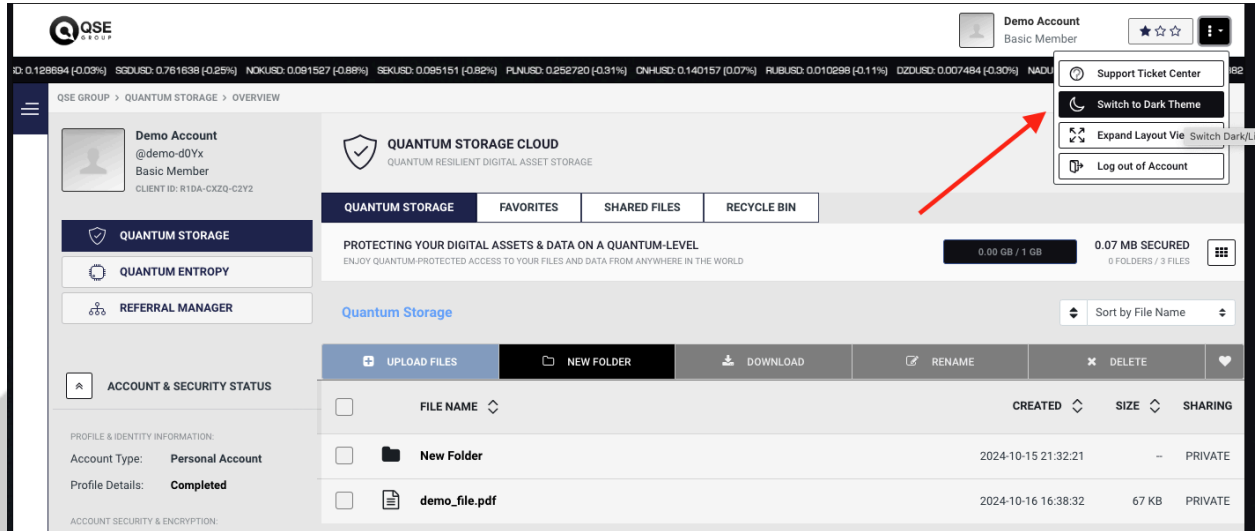 QSE
GROUP
Demo Account
Basic Member
D: 0.128694 (-0.03%) SGDUSD: 0.761638 (-0.25%) NOKUSD: 0.091527 (-0.88%) SEKUSD: 0.095151 (-0.82%) PLNUSD: 0.252720 (-0.31%) CNHUSD: 0.140157 (0.07%) RUBUSD: 0.010298 (-0.11%) DZDUSD: 0.007484 (-0.30%) NADU
Support Ticket Center
Switch to Dark Theme
Expand Layout Vie
Switch Dark/Li
Log out of Account
QSE GROUP > QUANTUM STORAGE > OVERVIEW
Demo Account
@demo-d0Yx
Basic Member
CLIENT ID: R1DA-CXZQ-C2Y2
QUANTUM STORAGE
QUANTUM ENTROPY
REFERRAL MANAGER
ACCOUNT & SECURITY STATUS
PROFILE & IDENTITY INFORMATION:
Account Type: Personal Account
Profile Details: Completed
ACCOUNT SECURITY & ENCRYPTION:
QUANTUM STORAGE CLOUD
QUANTUM RESILIENT DIGITAL ASSET STORAGE
QUANTUM STORAGE FAVORITES SHARED FILES RECYCLE BIN
PROTECTING YOUR DIGITAL ASSETS & DATA ON A QUANTUM-LEVEL
ENJOY QUANTUM-PROTECTED ACCESS TO YOUR FILES AND DATA FROM ANYWHERE IN THE WORLD
0.00 GB / 1 GB
0.07 MB SECURED
0 FOLDERS / 3 FILES
Quantum Storage
Sort by File Name
UPLOAD FILES NEW FOLDER DOWNLOAD RENAME DELETE
FILE NAME CREATED SIZE SHARING
New Folder 2024-10-15 21:32:21 -- PRIVATE
demo_file.pdf 2024-10-16 16:38:32 67 KB PRIVATE